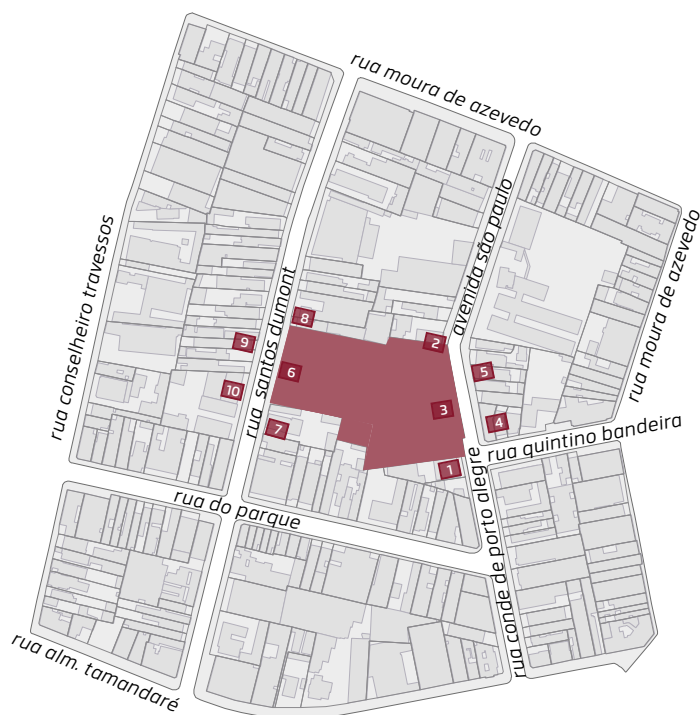 rua moura de azevedo
avenida são paulo
rua conselheiro travessos
rua moura de azevedo
rua santos dumont
8
2
9
5
6
10
3
4
7
rua quintino bandeira
1
rua conde de porto alegre
rua do parque
rua alm. tamandaré